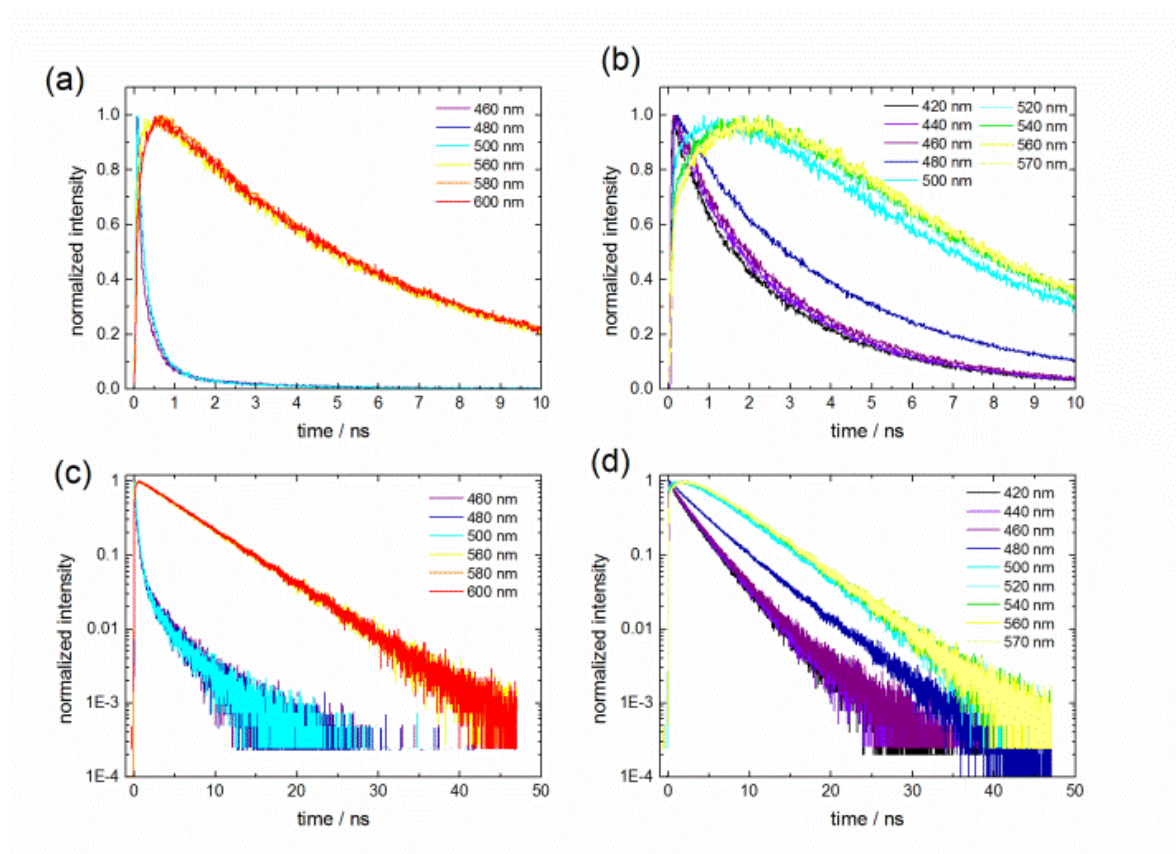 (a)
460 nm
480 nm
500 nm
560 nm
580 nm
600 nm
normalized intensity
1.0
0.8
0.6
0.4
0.2
0.0
0 1 2 3 4 5 6 7 8 9 10
time / ns
(b)
420 nm 520 nm
440 nm 540 nm
460 nm 560 nm
480 nm 570 nm
500 nm
normalized intensity
1.0
0.8
0.6
0.4
0.2
0.0
0 1 2 3 4 5 6 7 8 9 10
time / ns
(c)
460 nm
480 nm
500 nm
560 nm
580 nm
600 nm
normalized intensity
1
0.1
0.01
1E-3
1E-4
0 10 20 30 40 50
time / ns
(d)
420 nm
440 nm
460 nm
480 nm
500 nm
520 nm
540 nm
560 nm
570 nm
normalized intensity
1
0.1
0.01
1E-3
1E-4
0 10 20 30 40 50
time / ns